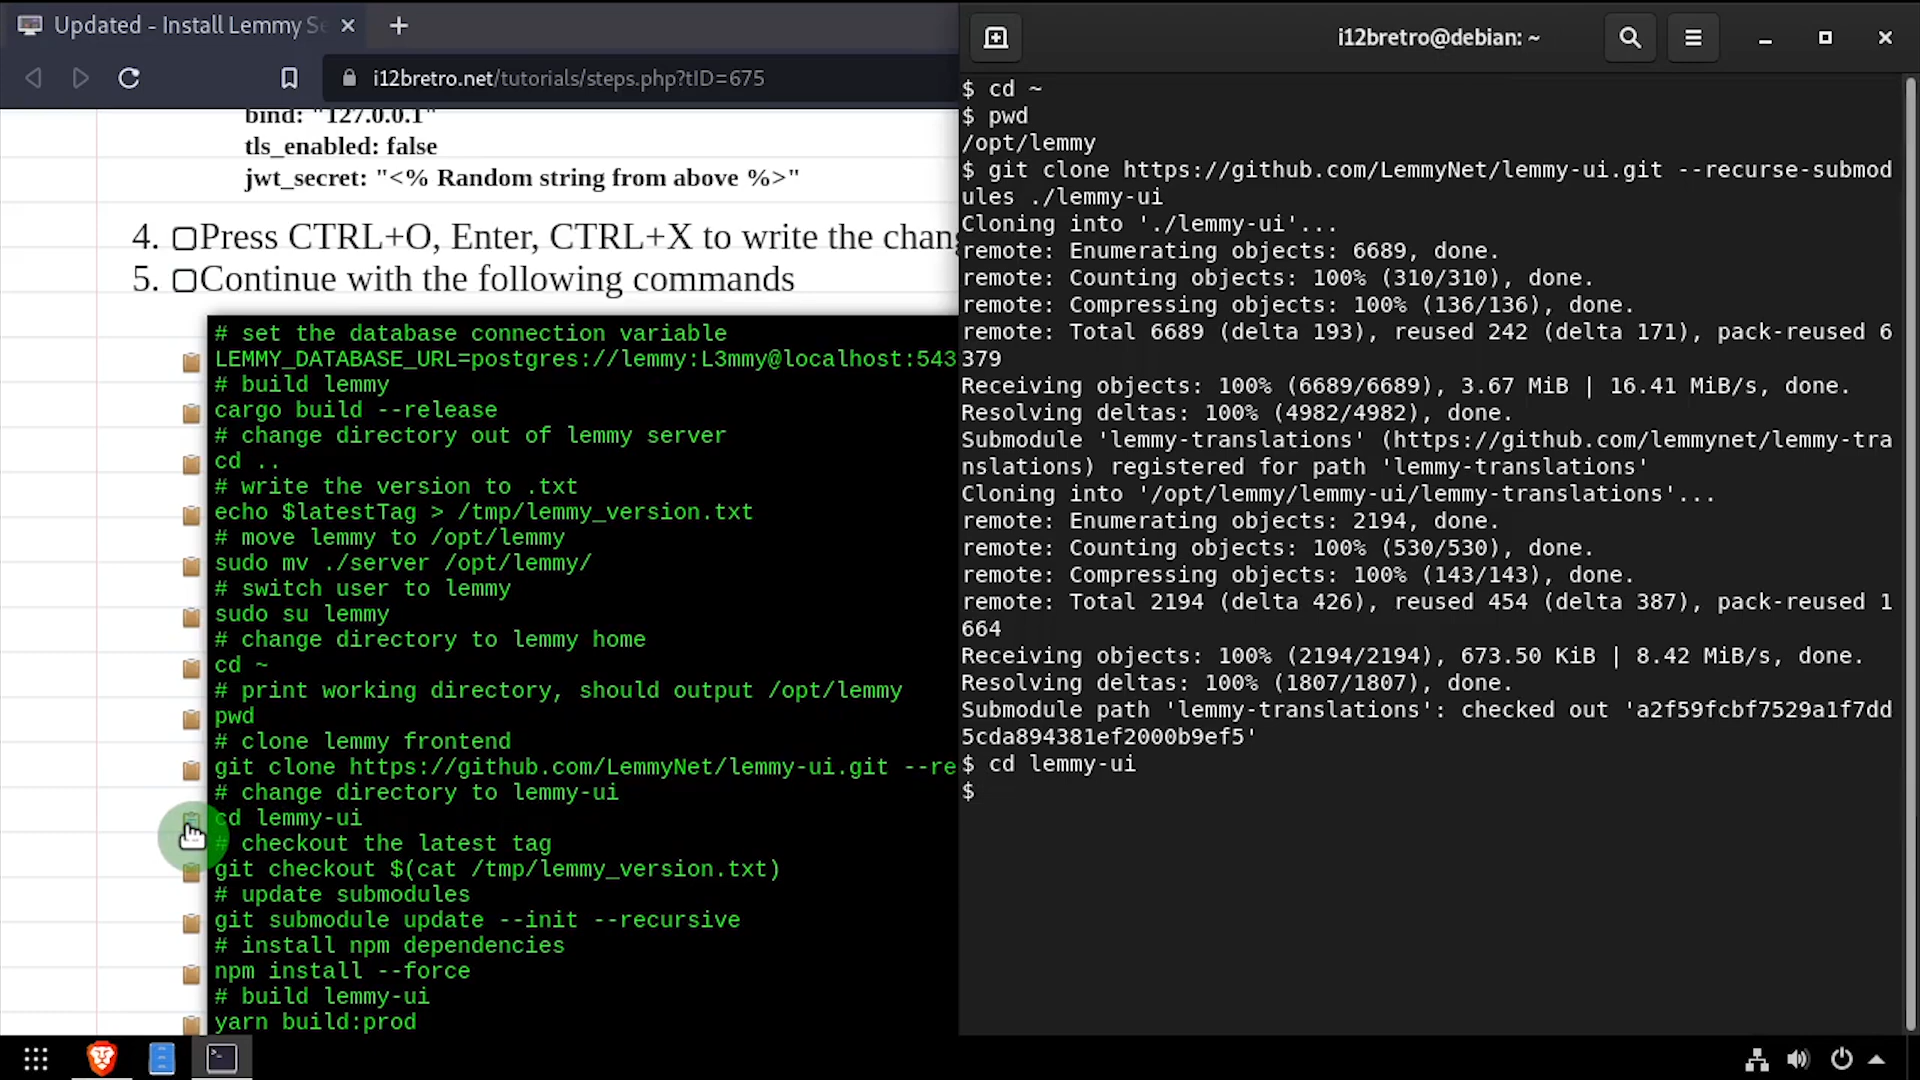 Updated - Install Lemmy Se
i12bretro.net/tutorials/steps.php?tID=675
bind: "127.0.0.1"
tls_enabled: false
jwt_secret: "<% Random string from above %>"
4. Press CTRL+O, Enter, CTRL+X to write the chang
5. Continue with the following commands
# set the database connection variable
LEMMY_DATABASE_URL=postgres://lemmy:L3mmy@localhost:543
# build lemmy
cargo build --release
# change directory out of lemmy server
cd ..
# write the version to .txt
echo $latestTag > /tmp/lemmy_version.txt
# move lemmy to /opt/lemmy
sudo mv ./server /opt/lemmy/
# switch user to lemmy
sudo su lemmy
# change directory to lemmy home
cd ~
# print working directory, should output /opt/lemmy
pwd
# clone lemmy frontend
git clone https://github.com/LemmyNet/lemmy-ui.git --re
# change directory to lemmy-ui
cd lemmy-ui
# checkout the latest tag
git checkout $(cat /tmp/lemmy_version.txt)
# update submodules
git submodule update --init --recursive
# install npm dependencies
npm install --force
# build lemmy-ui
yarn build:prod
i12bretro@debian: ~
$ cd ~
$ pwd
/opt/lemmy
$ git clone https://github.com/LemmyNet/lemmy-ui.git --recurse-submod
ules ./lemmy-ui
Cloning into './lemmy-ui'...
remote: Enumerating objects: 6689, done.
remote: Counting objects: 100% (310/310), done.
remote: Compressing objects: 100% (136/136), done.
remote: Total 6689 (delta 193), reused 242 (delta 171), pack-reused 6
379
Receiving objects: 100% (6689/6689), 3.67 MiB | 16.41 MiB/s, done.
Resolving deltas: 100% (4982/4982), done.
Submodule 'lemmy-translations' (https://github.com/lemmynet/lemmy-tra
nslations) registered for path 'lemmy-translations'
Cloning into '/opt/lemmy/lemmy-ui/lemmy-translations'...
remote: Enumerating objects: 2194, done.
remote: Counting objects: 100% (530/530), done.
remote: Compressing objects: 100% (143/143), done.
remote: Total 2194 (delta 426), reused 454 (delta 387), pack-reused 1
664
Receiving objects: 100% (2194/2194), 673.50 KiB | 8.42 MiB/s, done.
Resolving deltas: 100% (1807/1807), done.
Submodule path 'lemmy-translations': checked out 'a2f59fcbf7529a1f7dd
5cda894381ef2000b9ef5'
$ cd lemmy-ui
$